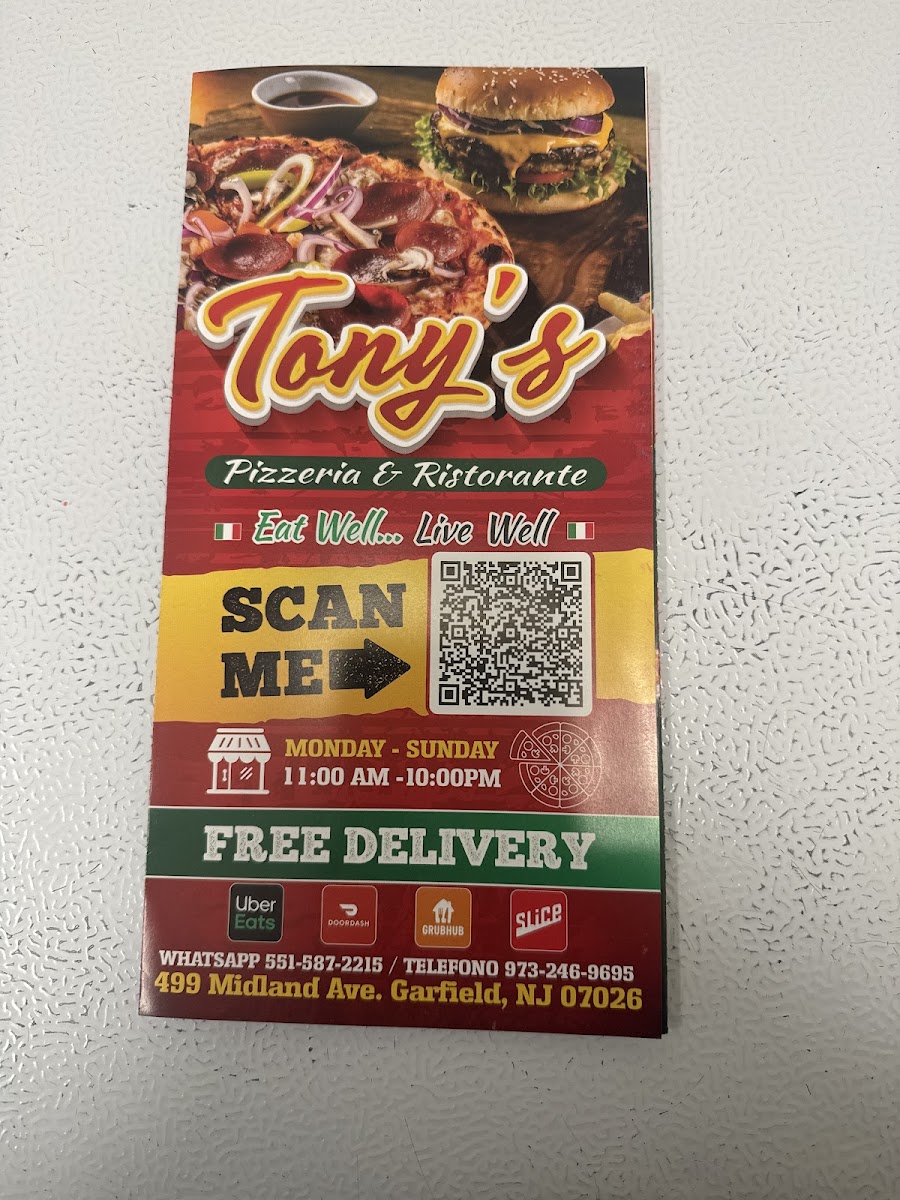 Tony's
Pizzeria & Ristorante
Eat Well... Live Well
SCAN
ME
MONDAY - SUNDAY
11:00 AM -10:00PM
FREE DELIVERY
Uber
Eats
DOORDASH
GRUBHUB
SLiCE
WHATSAPP 551-587-2215 / TELEFONO 973-246-9695
499 Midland Ave. Garfield, NJ 07026